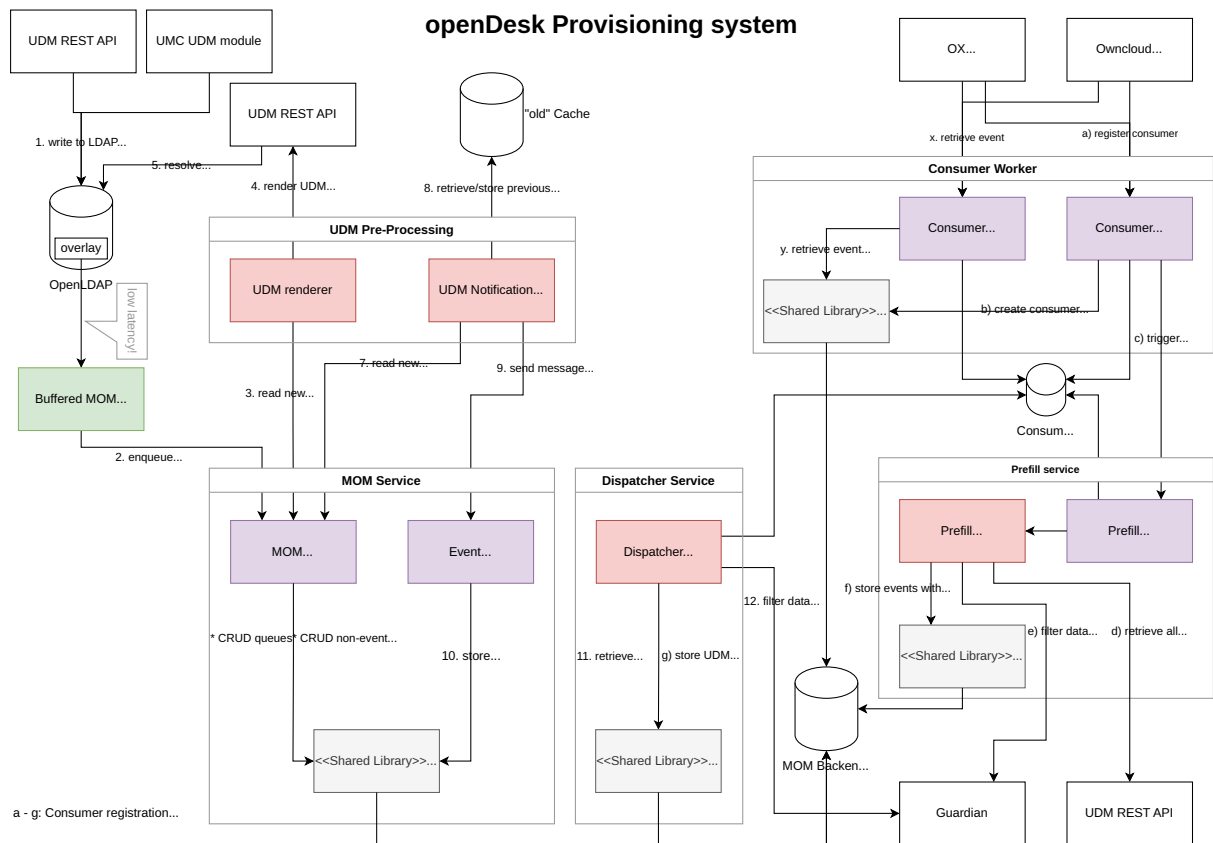 openDesk Provisioning system
UDM REST API
UMC UDM module
OX...
Owncloud...
UDM REST API
"old" Cache
1. write to LDAP...
5. resolve...
4. render UDM...
8. retrieve/store previous...
x. retrieve event
a) register consumer
Consumer Worker
overlay
OpenLDAP
UDM Pre-Processing
UDM renderer
UDM Notification...
Consumer...
Consumer...
y. retrieve event...
<<Shared Library>>...
b) create consumer...
c) trigger...
low latency!
7. read new...
9. send message...
3. read new...
Buffered MOM...
2. enqueue...
Consum...
MOM Service
Dispatcher Service
Prefill service
MOM...
Event...
Dispatcher...
Prefill...
Prefill...
12. filter data...
f) store events with...
* CRUD queues
* CRUD non-event...
10. store...
11. retrieve...
g) store UDM...
e) filter data...
d) retrieve all...
<<Shared Library>>...
<<Shared Library>>...
<<Shared Library>>...
MOM Backen...
a - g: Consumer registration...
Guardian
UDM REST API